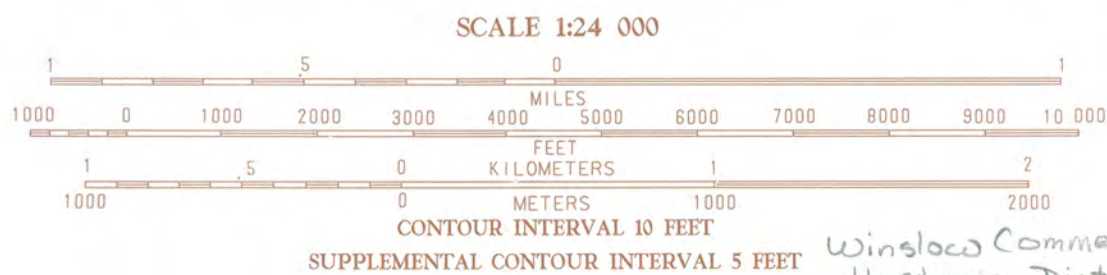 SCALE 1:24 000
1 .5 0 1
MILES
1000 0 1000 2000 3000 4000 5000 6000 7000 8000 9000 10 000
FEET
1 .5 0 KILOMETERS 1 2
1000 0 METERS 1000 2000
CONTOUR INTERVAL 10 FEET
SUPPLEMENTAL CONTOUR INTERVAL 5 FEET
Winslow